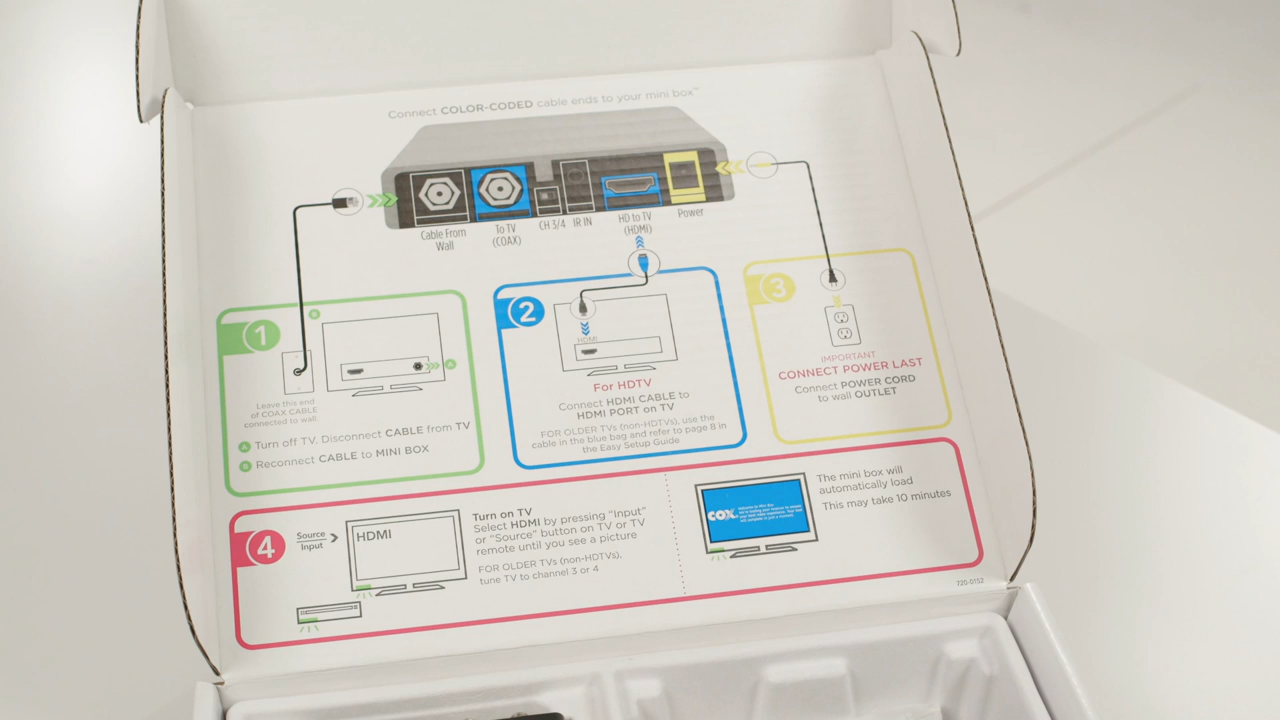 Connect COLOR-CODED cable ends to your mini box™
Cable From
Wall
To TV
(COAX)
CH 3/4
IR IN
HD to TV
(HDMI)
Power
1
B
A
Leave this end
of COAX CABLE
connected to wall.
A Turn off TV. Disconnect CABLE from TV
B Reconnect CABLE to MINI BOX
2
HDMI
For HDTV
Connect HDMI CABLE to
HDMI PORT on TV
FOR OLDER TVs (non-HDTVs), use the
cable in the blue bag and refer to page 8 in
the Easy Setup Guide
3
IMPORTANT
CONNECT POWER LAST
Connect POWER CORD
to wall OUTLET
4
Source
Input
HDMI
Turn on TV
Select HDMI by pressing “Input”
or “Source” button on TV or TV
remote until you see a picture
FOR OLDER TVs (non-HDTVs),
tune TV to channel 3 or 4
COX
The mini box will
automatically load
This may take 10 minutes
720-0152